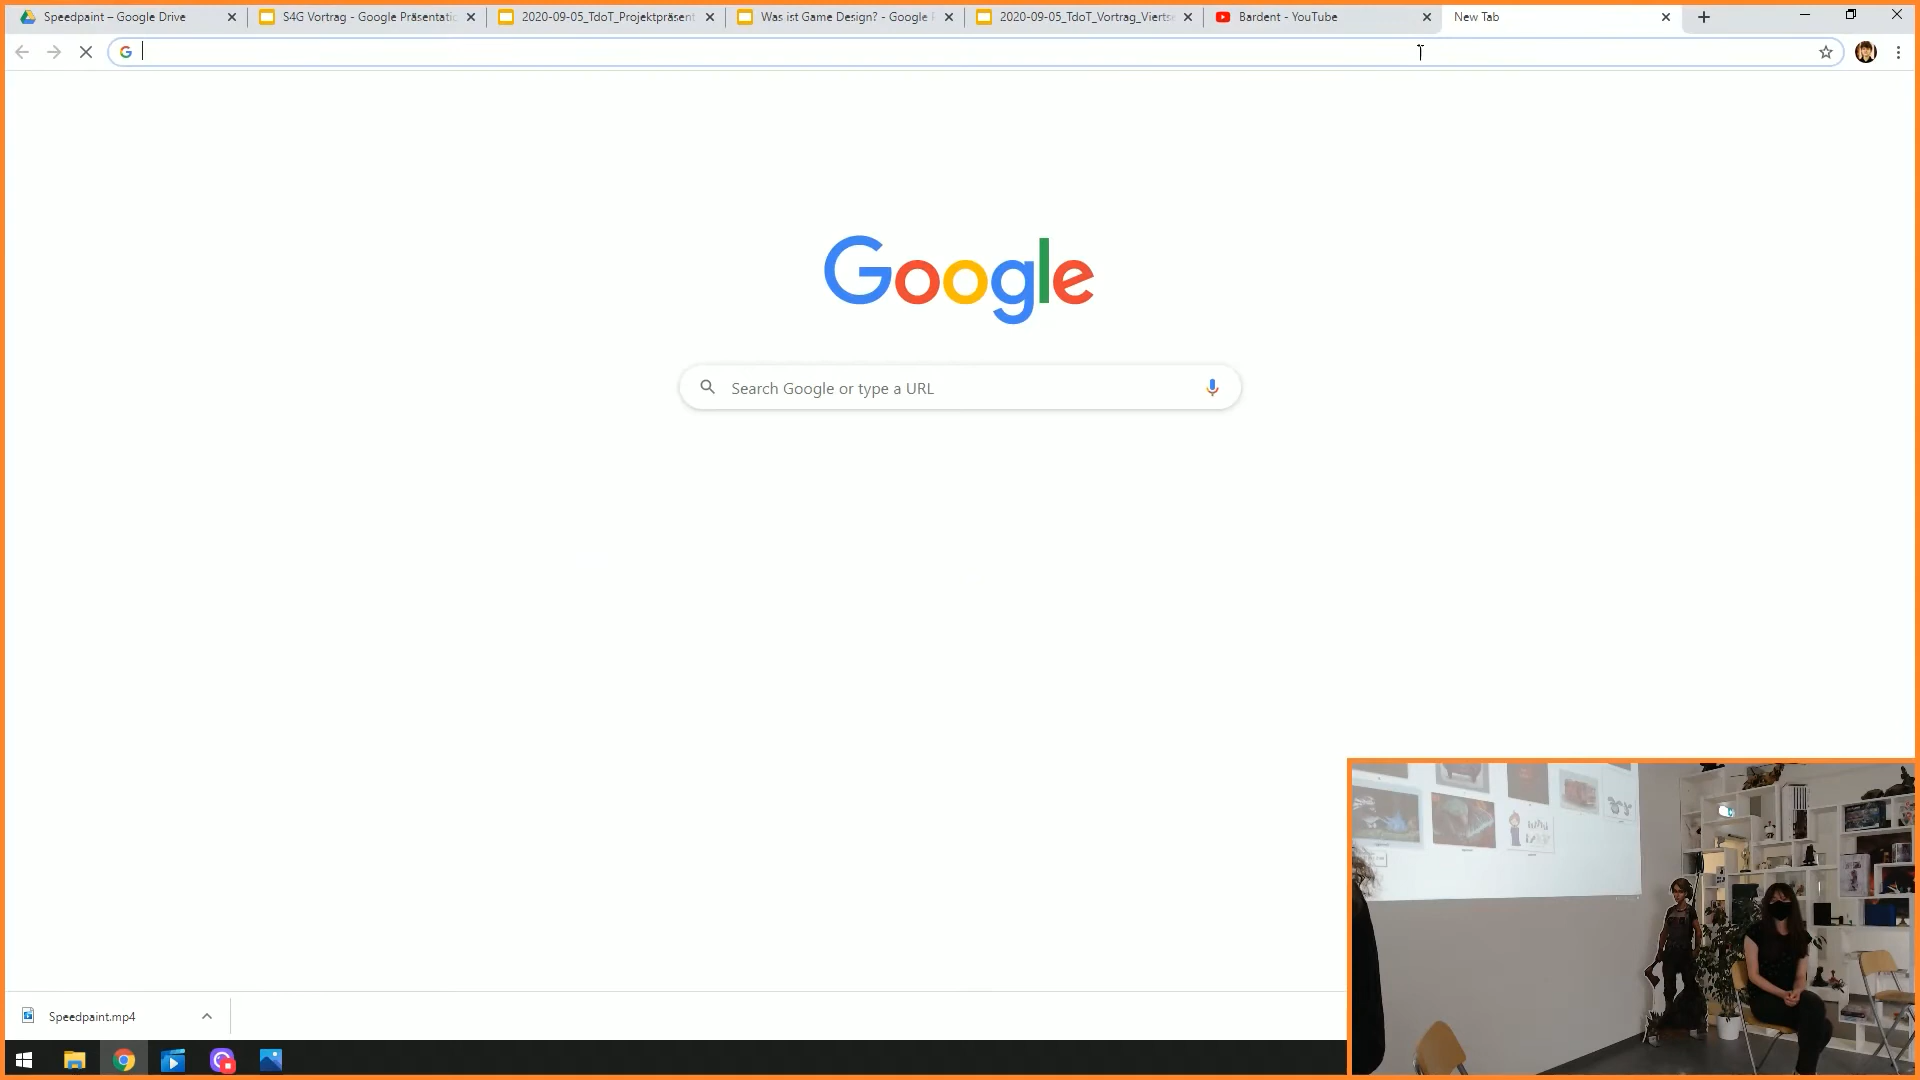 Speedpaint – Google Drive
S4G Vortrag - Google Präsentatio
2020-09-05_TdoT_Projektpräsent
Was ist Game Design? - Google
2020-09-05_TdoT_Vortrag_Vierts
Bardent - YouTube
New Tab
Google
Search Google or type a URL
Speedpaint.mp4